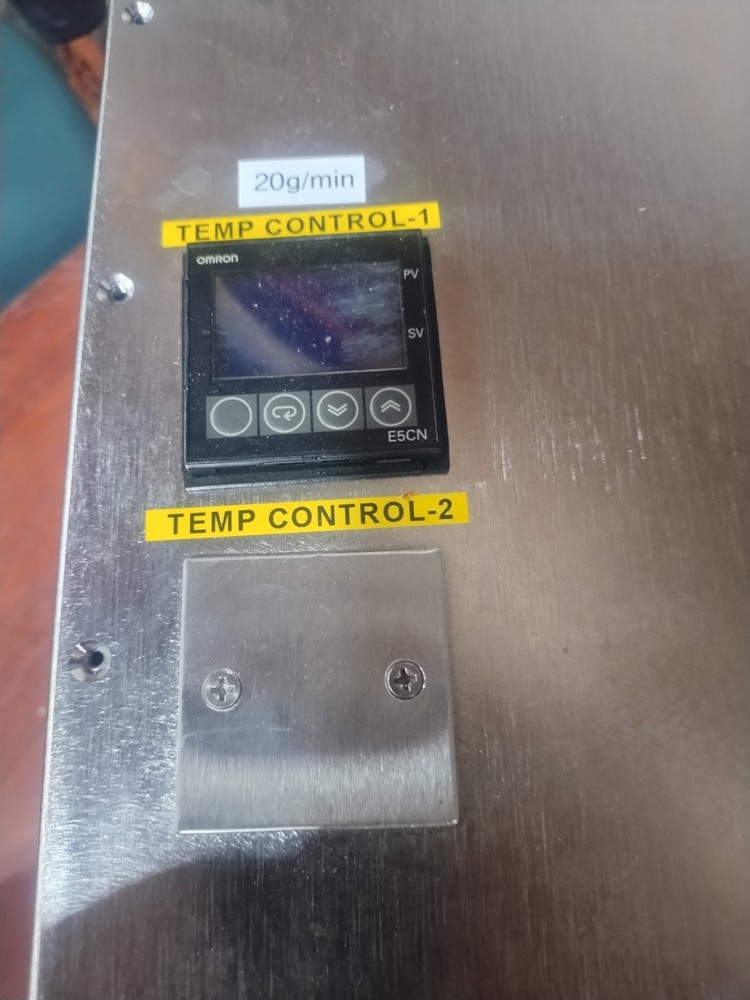 20g/min
TEMP CONTROL-1
OMRON
PV
SV
E5CN
TEMP CONTROL-2